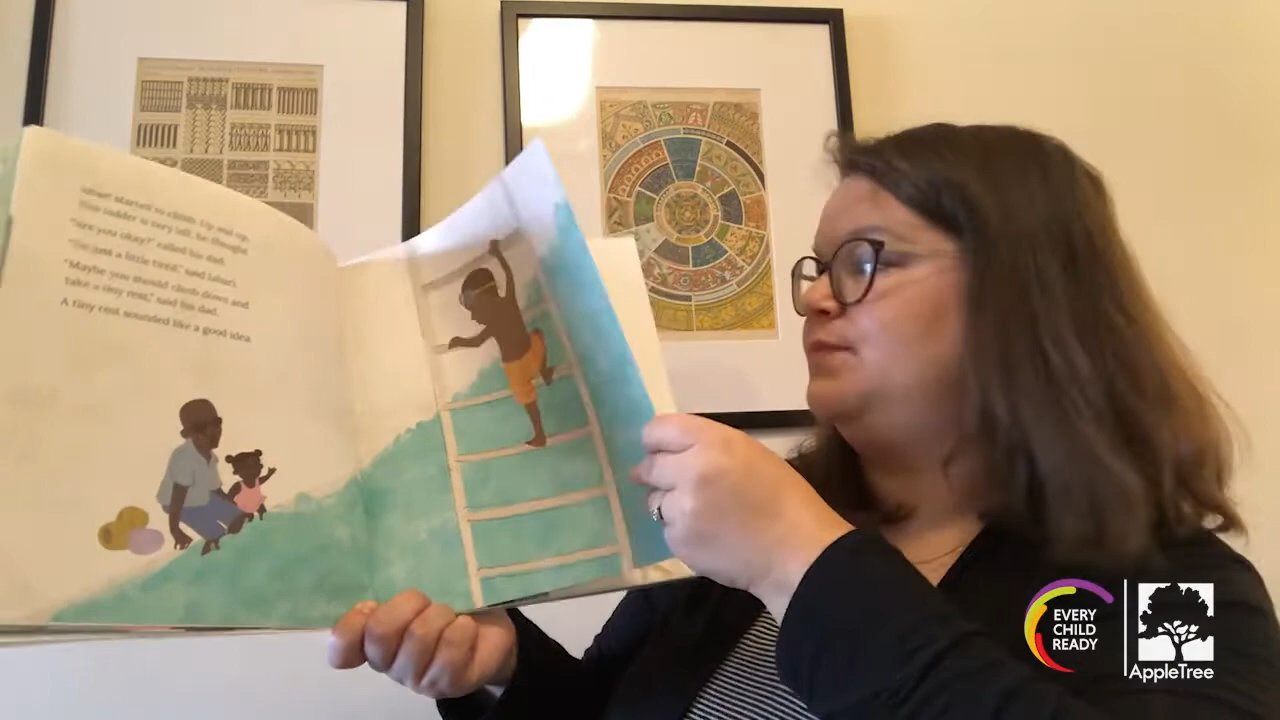 Jabari started to climb. Up and up.
This ladder is very tall, he thought.
"Are you okay?" called his dad.
"I'm just a little tired," said Jabari.
"Maybe you should climb down and
take a tiny rest," said his dad.
A tiny rest sounded like a good idea.
EVERY
CHILD
READY
AppleTree